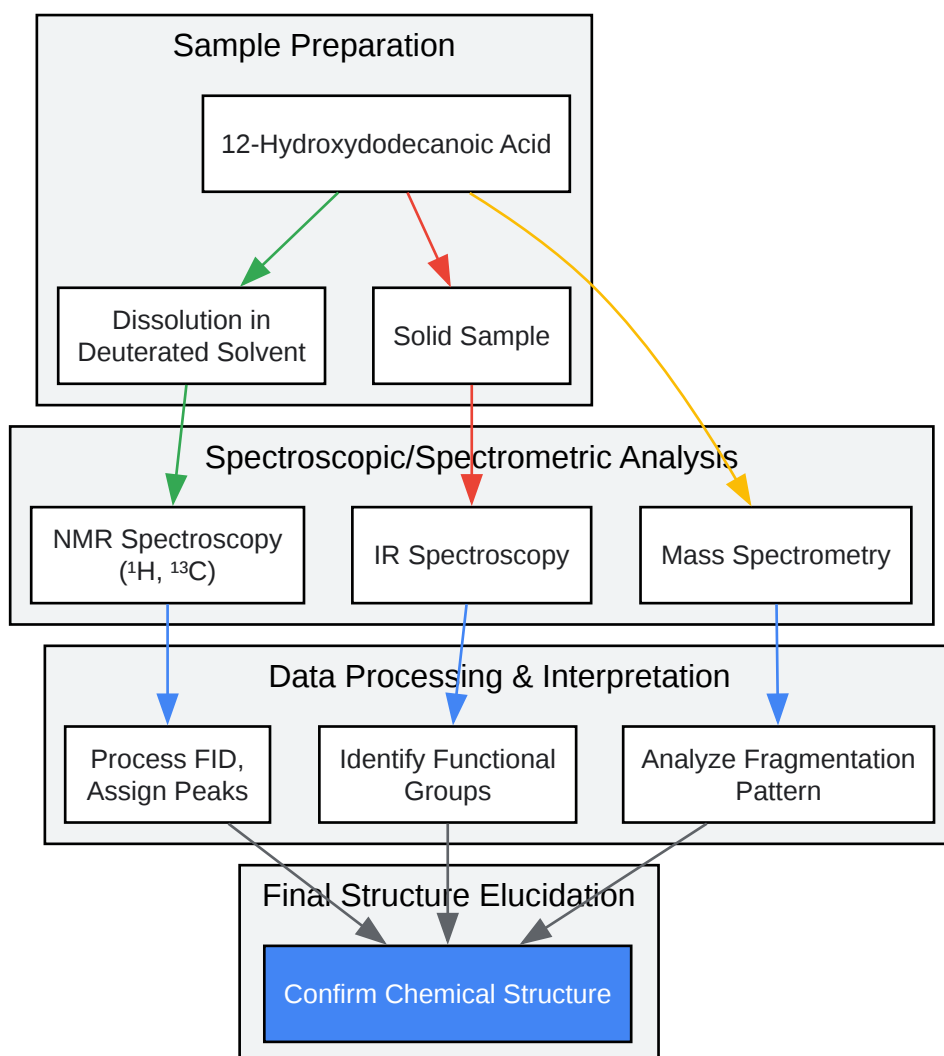 Sample Preparation
12-Hydroxydodecanoic Acid
Dissolution in
Deuterated Solvent
Solid Sample
Spectroscopic/Spectrometric Analysis
NMR Spectroscopy
(¹H, ¹³C)
IR Spectroscopy
Mass Spectrometry
Data Processing & Interpretation
Process FID,
Assign Peaks
Identify Functional
Groups
Analyze Fragmentation
Pattern
Final Structure Elucidation
Confirm Chemical Structure